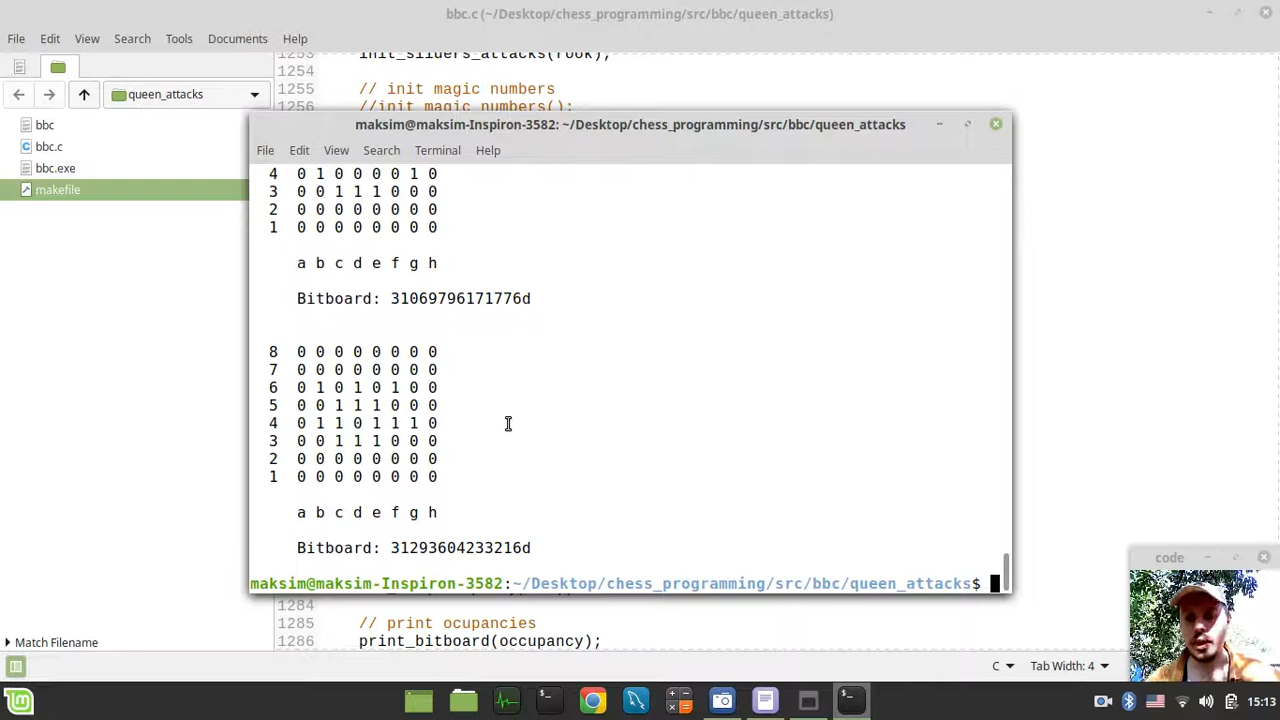 bbc.c (~/Desktop/chess_programming/src/bbc/queen_attacks)
File Edit View Search Tools Documents Help
queen_attacks
bbc
bbc.c
bbc.exe
makefile
Match Filename
1253 init_sliders_attacks(rook);
1254
1255 // init magic numbers
1256 //init_magic_numbers();
maksim@maksim-Inspiron-3582: ~/Desktop/chess_programming/src/bbc/queen_attacks
File Edit View Search Terminal Help
4 0 1 0 0 0 0 1 0
3 0 0 1 1 1 0 0 0
2 0 0 0 0 0 0 0 0
1 0 0 0 0 0 0 0 0
a b c d e f g h
Bitboard: 31069796171776d
8 0 0 0 0 0 0 0 0
7 0 0 0 0 0 0 0 0
6 0 1 0 1 0 1 0 0
5 0 0 1 1 1 0 0 0
4 0 1 1 0 1 1 1 0
3 0 0 1 1 1 0 0 0
2 0 0 0 0 0 0 0 0
1 0 0 0 0 0 0 0 0
a b c d e f g h
Bitboard: 31293604233216d
maksim@maksim-Inspiron-3582:~/Desktop/chess_programming/src/bbc/queen_attacks$
1284
1285 // print ocupancies
1286 print_bitboard(occupancy);
code
C Tab Width: 4
15:13